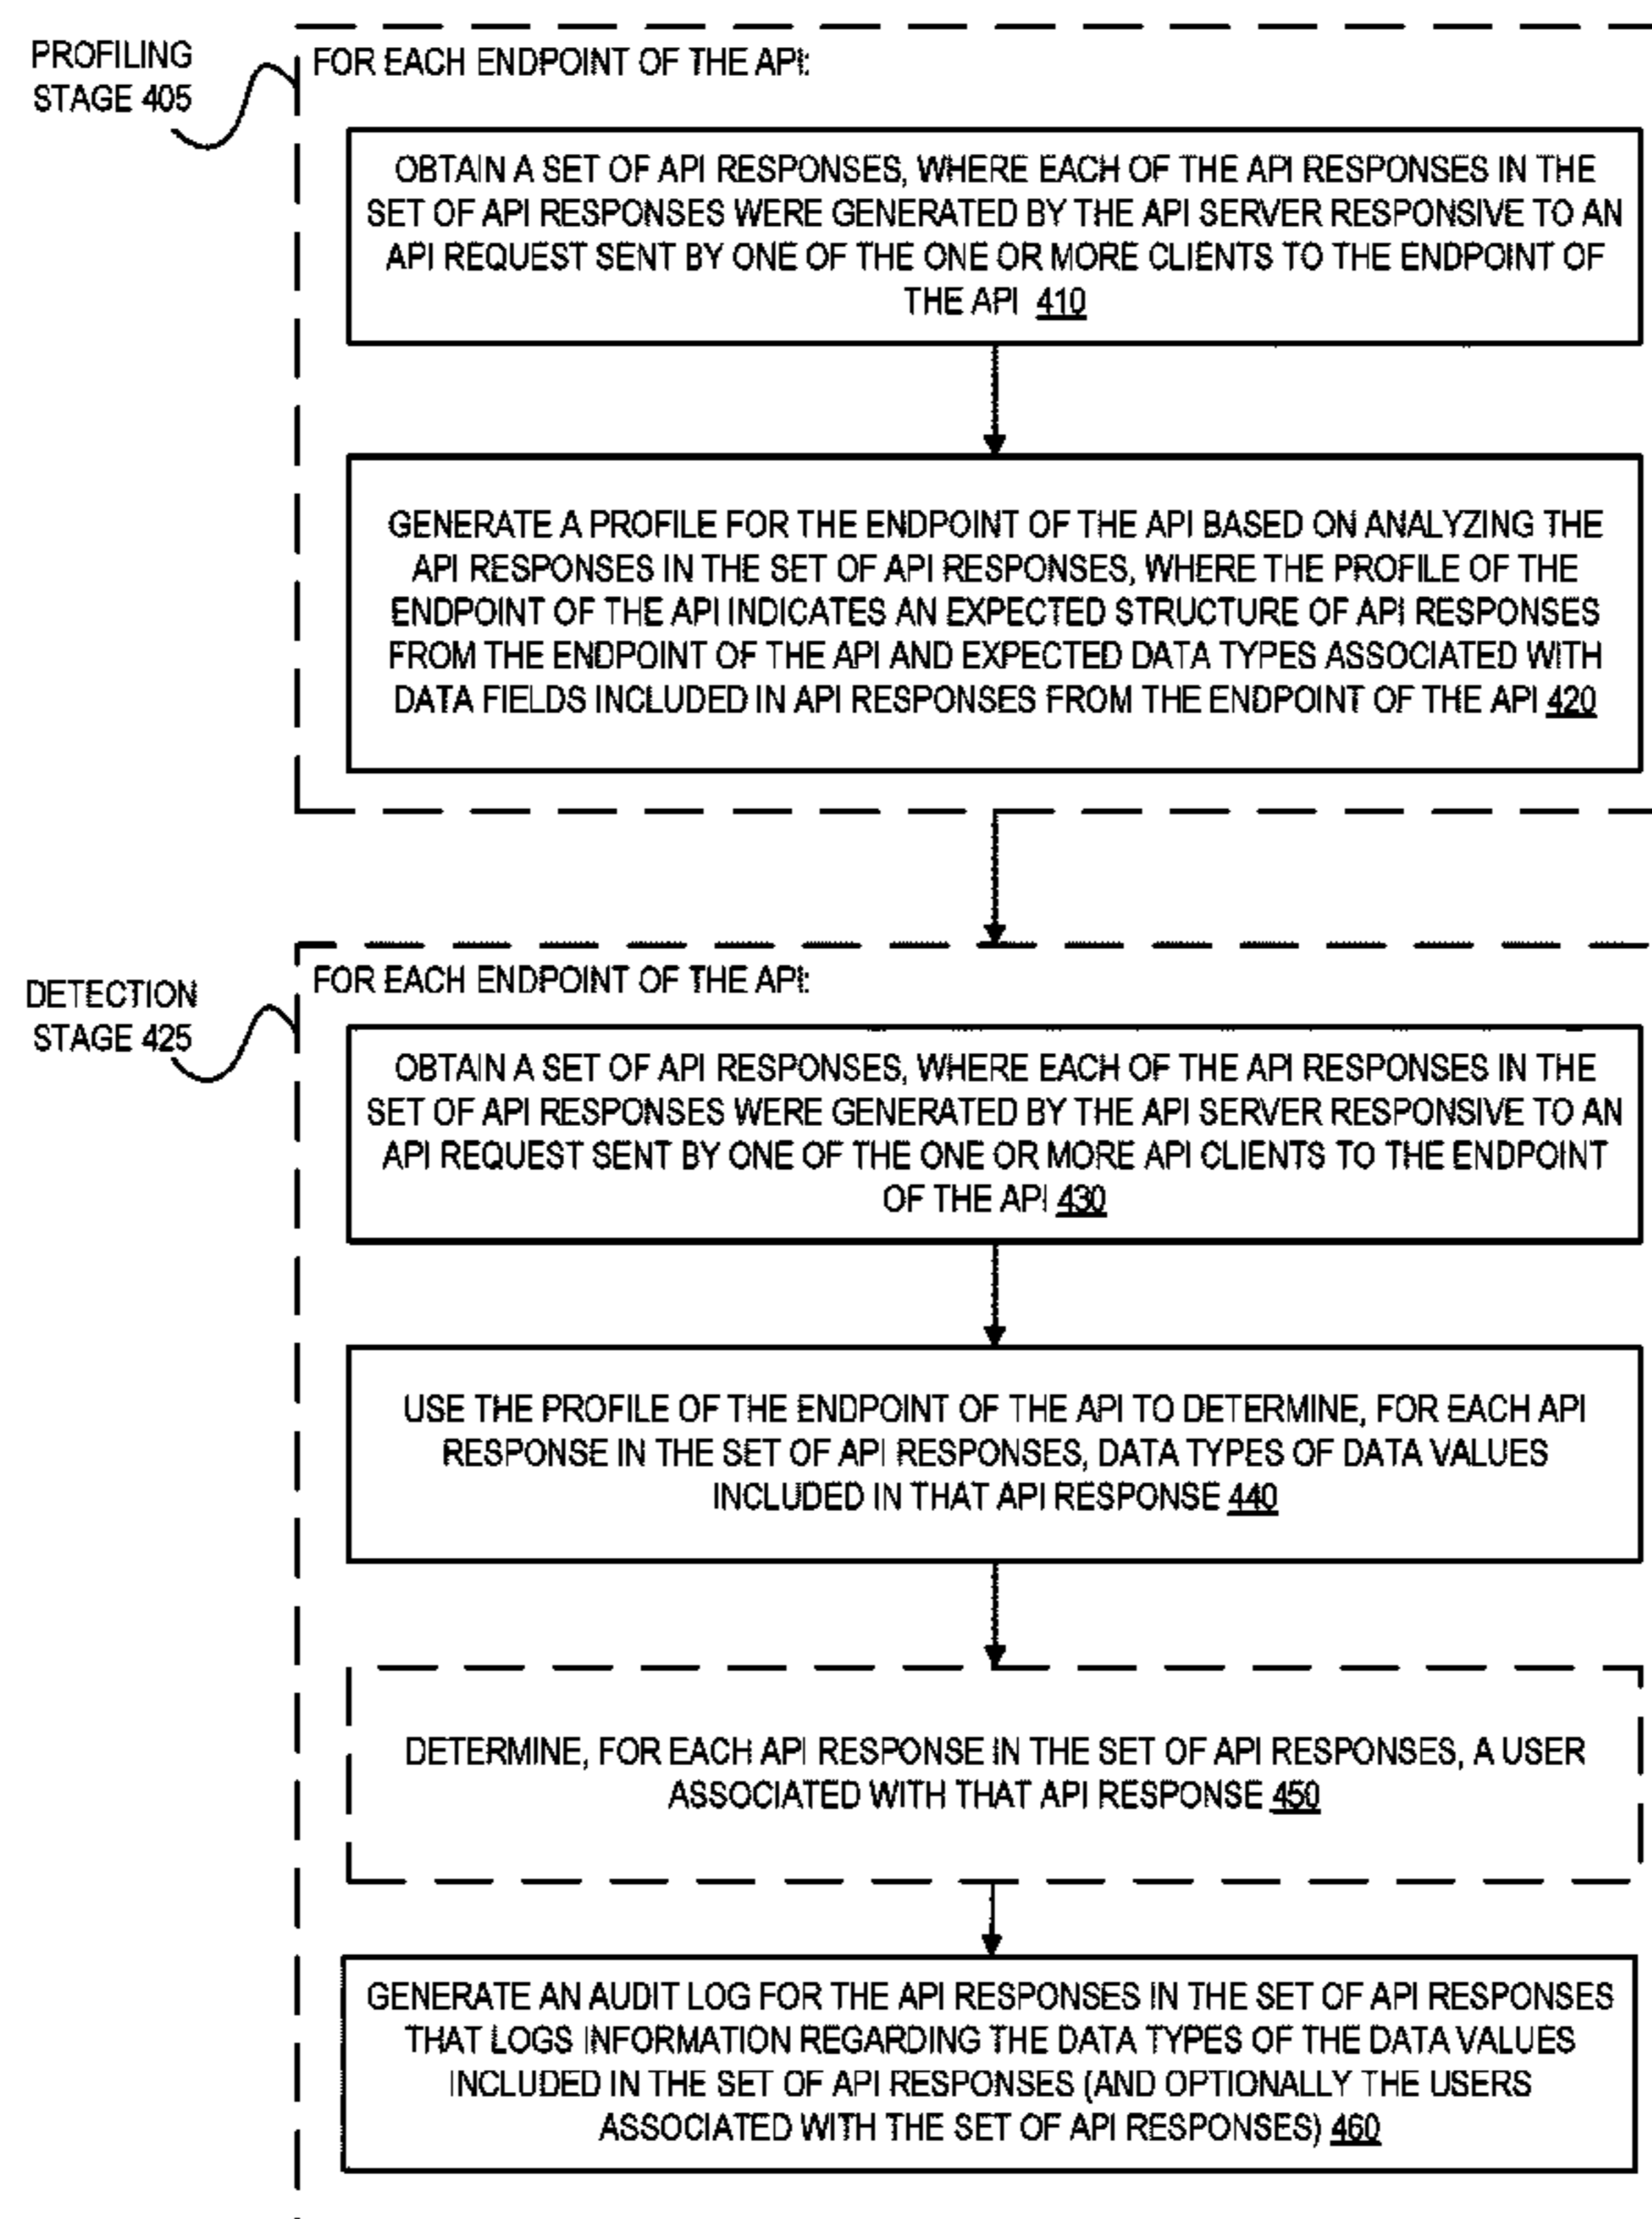 PROFILING
STAGE 405
FOR EACH ENDPOINT OF THE API:
OBTAIN A SET OF API RESPONSES, WHERE EACH OF THE API RESPONSES IN THE
SET OF API RESPONSES WERE GENERATED BY THE API SERVER RESPONSIVE TO AN
API REQUEST SENT BY ONE OF THE ONE OR MORE CLIENTS TO THE ENDPOINT OF
THE API 410
GENERATE A PROFILE FOR THE ENDPOINT OF THE API BASED ON ANALYZING THE
API RESPONSES IN THE SET OF API RESPONSES, WHERE THE PROFILE OF THE
ENDPOINT OF THE API INDICATES AN EXPECTED STRUCTURE OF API RESPONSES
FROM THE ENDPOINT OF THE API AND EXPECTED DATA TYPES ASSOCIATED WITH
DATA FIELDS INCLUDED IN API RESPONSES FROM THE ENDPOINT OF THE API 420
DETECTION
STAGE 425
FOR EACH ENDPOINT OF THE API:
OBTAIN A SET OF API RESPONSES, WHERE EACH OF THE API RESPONSES IN THE
SET OF API RESPONSES WERE GENERATED BY THE API SERVER RESPONSIVE TO AN
API REQUEST SENT BY ONE OF THE ONE OR MORE API CLIENTS TO THE ENDPOINT
OF THE API 430
USE THE PROFILE OF THE ENDPOINT OF THE API TO DETERMINE, FOR EACH API
RESPONSE IN THE SET OF API RESPONSES, DATA TYPES OF DATA VALUES
INCLUDED IN THAT API RESPONSE 440
DETERMINE, FOR EACH API RESPONSE IN THE SET OF API RESPONSES, A USER
ASSOCIATED WITH THAT API RESPONSE 450
GENERATE AN AUDIT LOG FOR THE API RESPONSES IN THE SET OF API RESPONSES
THAT LOGS INFORMATION REGARDING THE DATA TYPES OF THE DATA VALUES
INCLUDED IN THE SET OF API RESPONSES (AND OPTIONALLY THE USERS
ASSOCIATED WITH THE SET OF API RESPONSES) 460